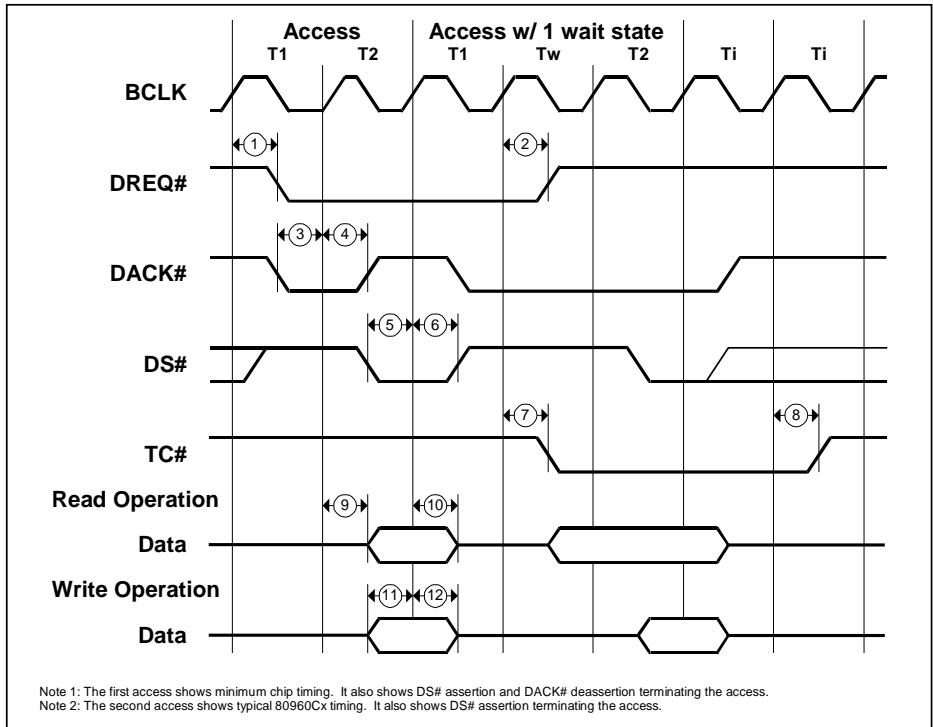 Access Access w/ 1 wait state
T1 T2 T1 Tw T2 Ti Ti
BCLK
1 2
DREQ#
3 4
DACK#
5 6
DS#
7 8
TC#
Read Operation
9 10
Data
Write Operation
11 12
Data
Note 1: The first access shows minimum chip timing. It also shows DS# assertion and DACK# deassertion terminating the access.
Note 2: The second access shows typical 80960Cx timing. It also shows DS# assertion terminating the access.